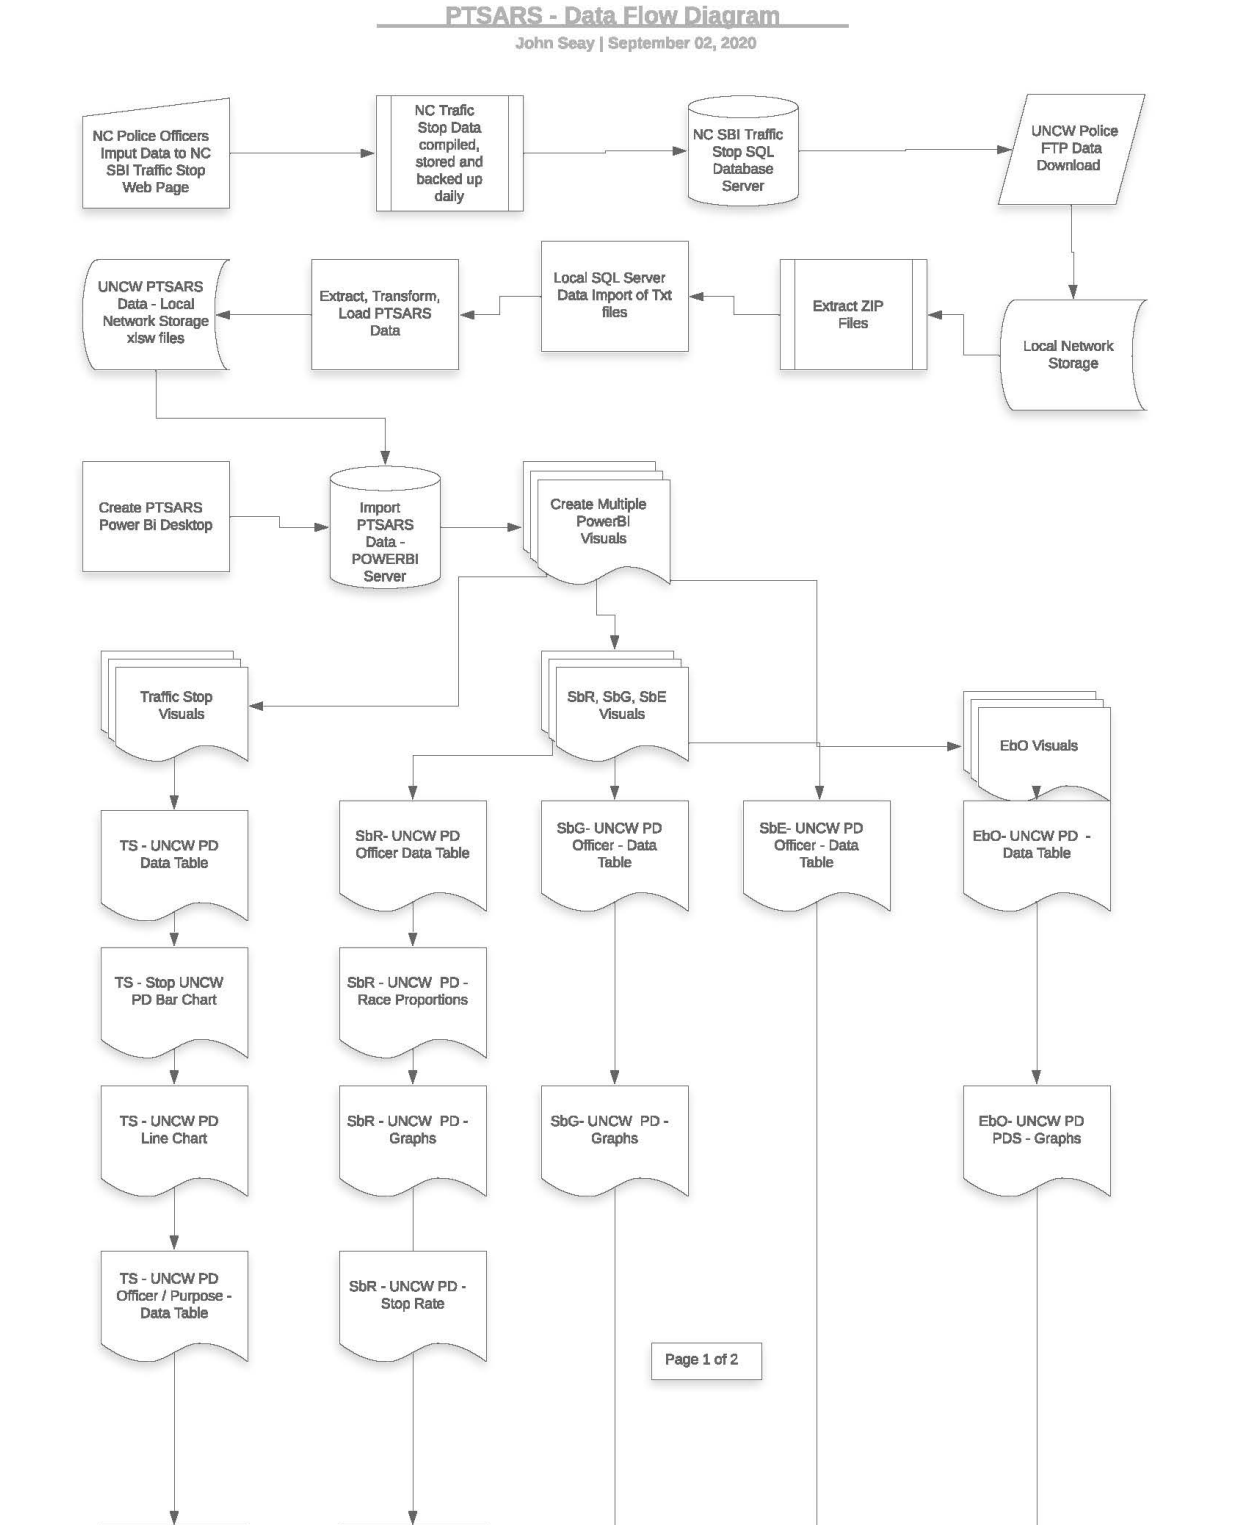 PTSARS - Data Flow Diagram
John Seay | September 02, 2020
NC Police Officers
Imput Data to NC
SBI Traffic Stop
Web Page
NC Trafic
Stop Data
compiled,
stored and
backed up
daily
NC SBI Traffic
Stop SQL
Database
Server
UNCW Police
FTP Data
Download
UNCW PTSARS
Data - Local
Network Storage
xlsw files
Extract, Transform,
Load PTSARS
Data
Local SQL Server
Data Import of Txt
files
Extract ZIP
Files
Local Network
Storage
Create PTSARS
Power Bi Desktop
Import
PTSARS
Data -
POWERBI
Server
Create Multiple
PowerBI
Visuals
Traffic Stop
Visuals
SbR, SbG, SbE
Visuals
EbO Visuals
TS - UNCW PD
Data Table
SbR- UNCW PD
Officer Data Table
SbG- UNCW PD
Officer - Data
Table
SbE- UNCW PD
Officer - Data
Table
EbO- UNCW PD -
Data Table
TS - Stop UNCW
PD Bar Chart
SbR - UNCW PD -
Race Proportions
TS - UNCW PD
Line Chart
SbR - UNCW PD -
Graphs
SbG- UNCW PD -
Graphs
EbO- UNCW PD
PDS - Graphs
TS - UNCW PD
Officer / Purpose -
Data Table
SbR - UNCW PD -
Stop Rate
Page 1 of 2